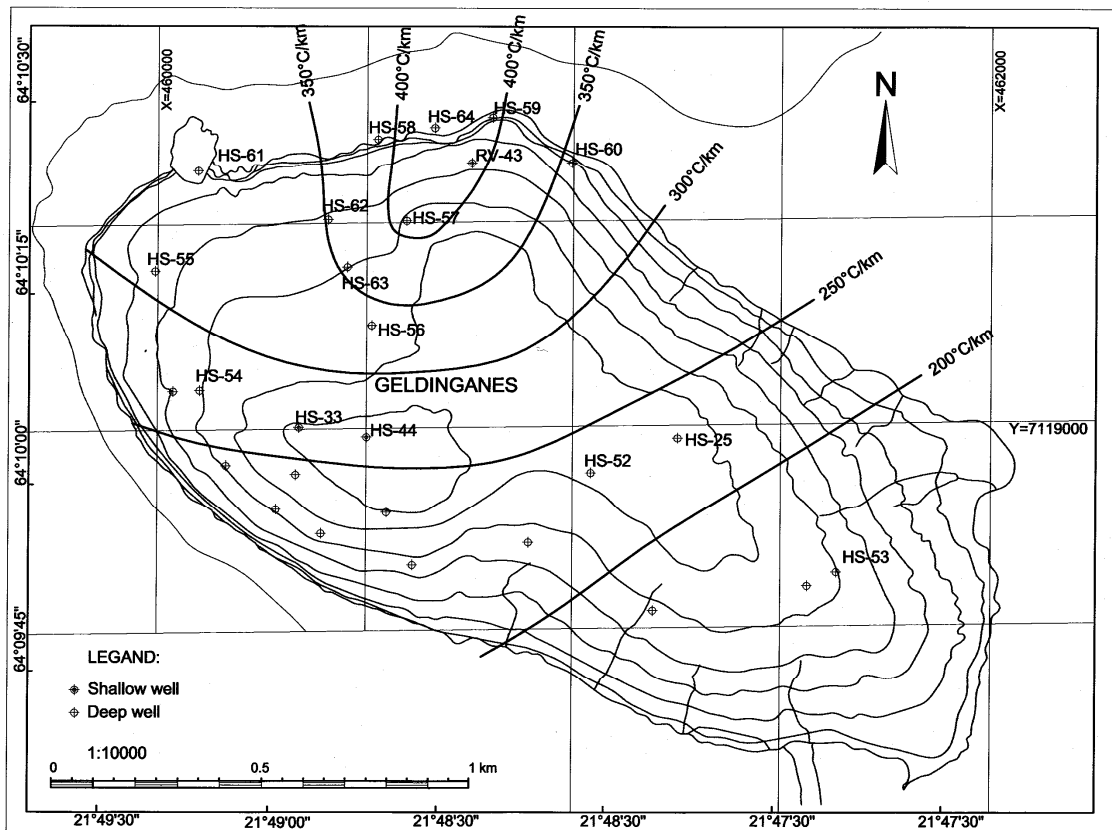 350°C/km
400°C/km
400°C/km
350°C/km
64°10'30"
X=460000
X=462000
N
HS-59
HS-64
HS-58
RV-43
HS-60
HS-61
300°C/km
HS-62
HS-57
64°10'15"
HS-55
HS-63
250°C/km
HS-56
200°C/km
HS-54
GELDINGANES
HS-33
HS-44
HS-25
Y=7119000
64°10'00"
HS-52
HS-53
64°09'45"
LEGAND:
Shallow well
Deep well
1:10000
0 0.5 1 km
21°49'30" 21°49'00" 21°48'30" 21°48'30" 21°47'30" 21°47'30"